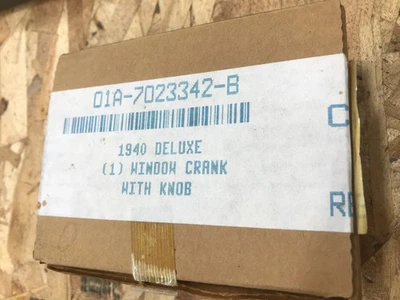 01A-7023342-B
1940 DELUXE
(1) WINDOW CRANK
WITH KNOB